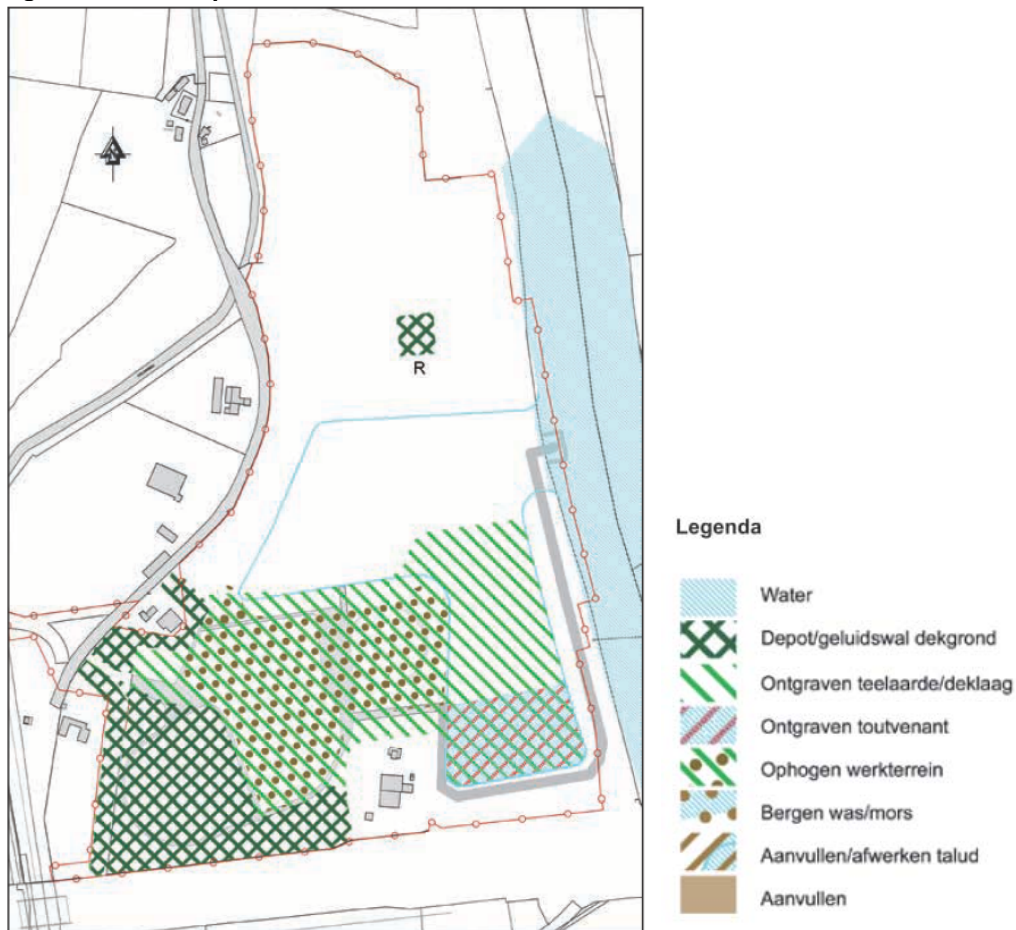 R
Legenda
Water
Depot/geluidswal dekgrond
Ontgraven teelaarde/deklaag
Ontgraven toutvenant
Ophogen werkterrein
Bergen was/mors
Aanvullen/afwerken talud
Aanvullen